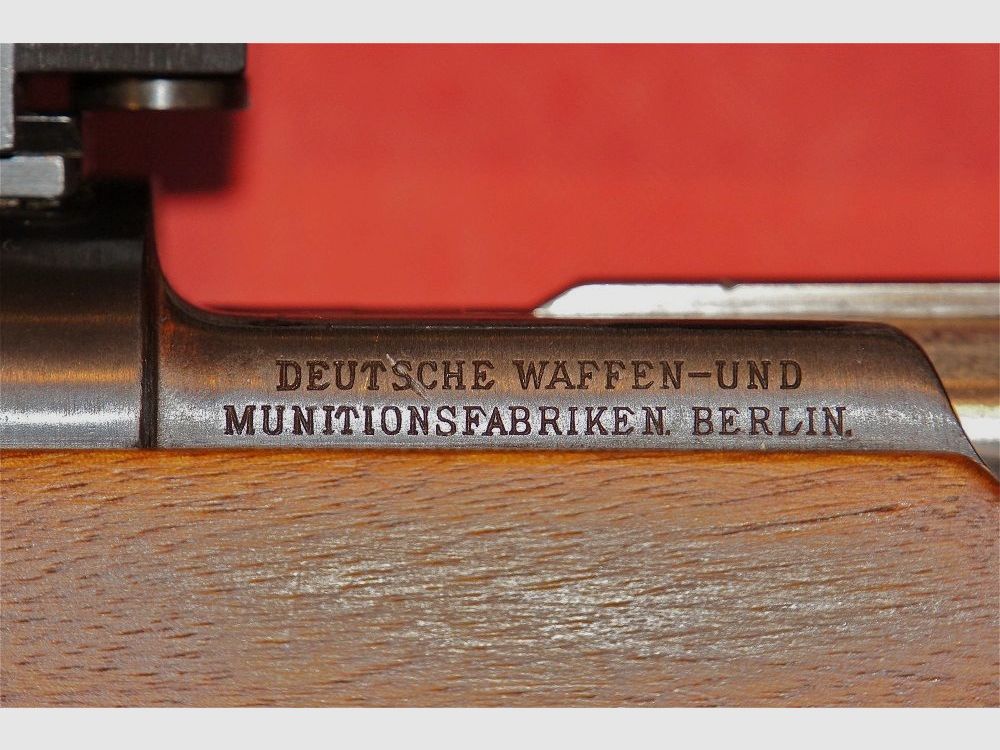 DEUTSCHE WAFFEN-UND
MUNITIONSFABRIKEN. BERLIN.